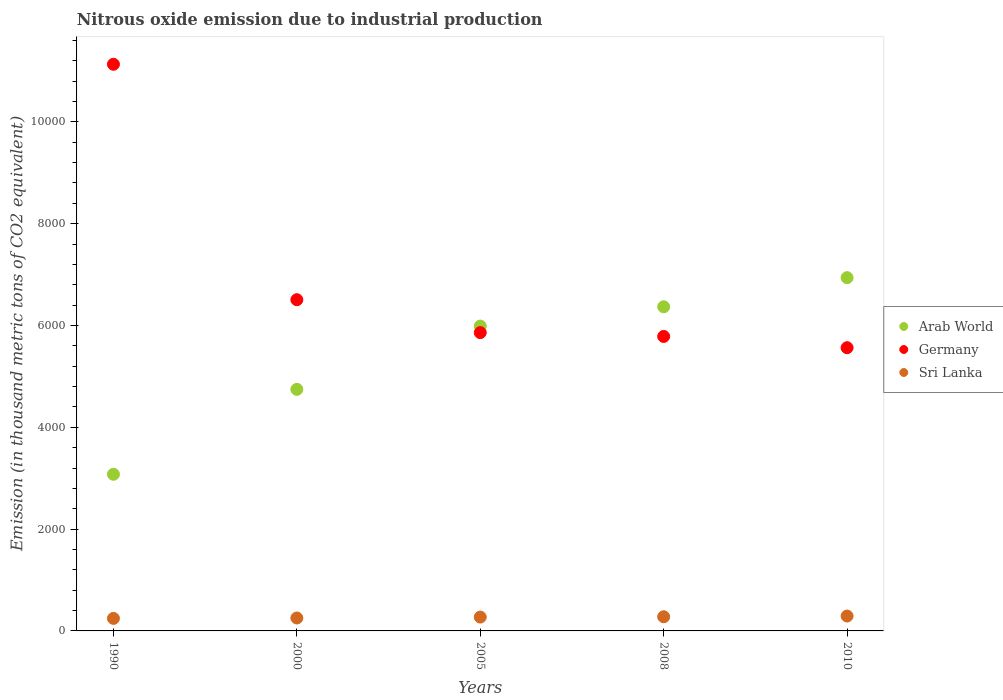 Nitrous oxide emission due to industrial production
Emission (in thousand metric tons of CO2 equivalent)
10000
8000
6000
4000
2000
0
1990
2000
2005
2008
2010
Years
Arab World
Germany
Sri Lanka